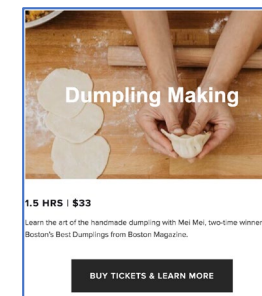 Dumpling Making
1.5 HRS | $33
Learn the art of the handmade dumpling with Mei Mei, two-time winner
Boston's Best Dumplings from Boston Magazine.
BUY TICKETS & LEARN MORE